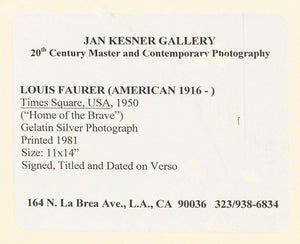 JAN KESNER GALLERY
20th Century Master and Contemporary Photography
LOUIS FAURER (AMERICAN 1916 - )
Times Square, USA, 1950
("Home of the Brave")
Gelatin Silver Photograph
Printed 1981
Size: 11x14"
Signed, Titled and Dated on Verso
164 N. La Brea Ave., L.A., CA 90036 323/938-6834